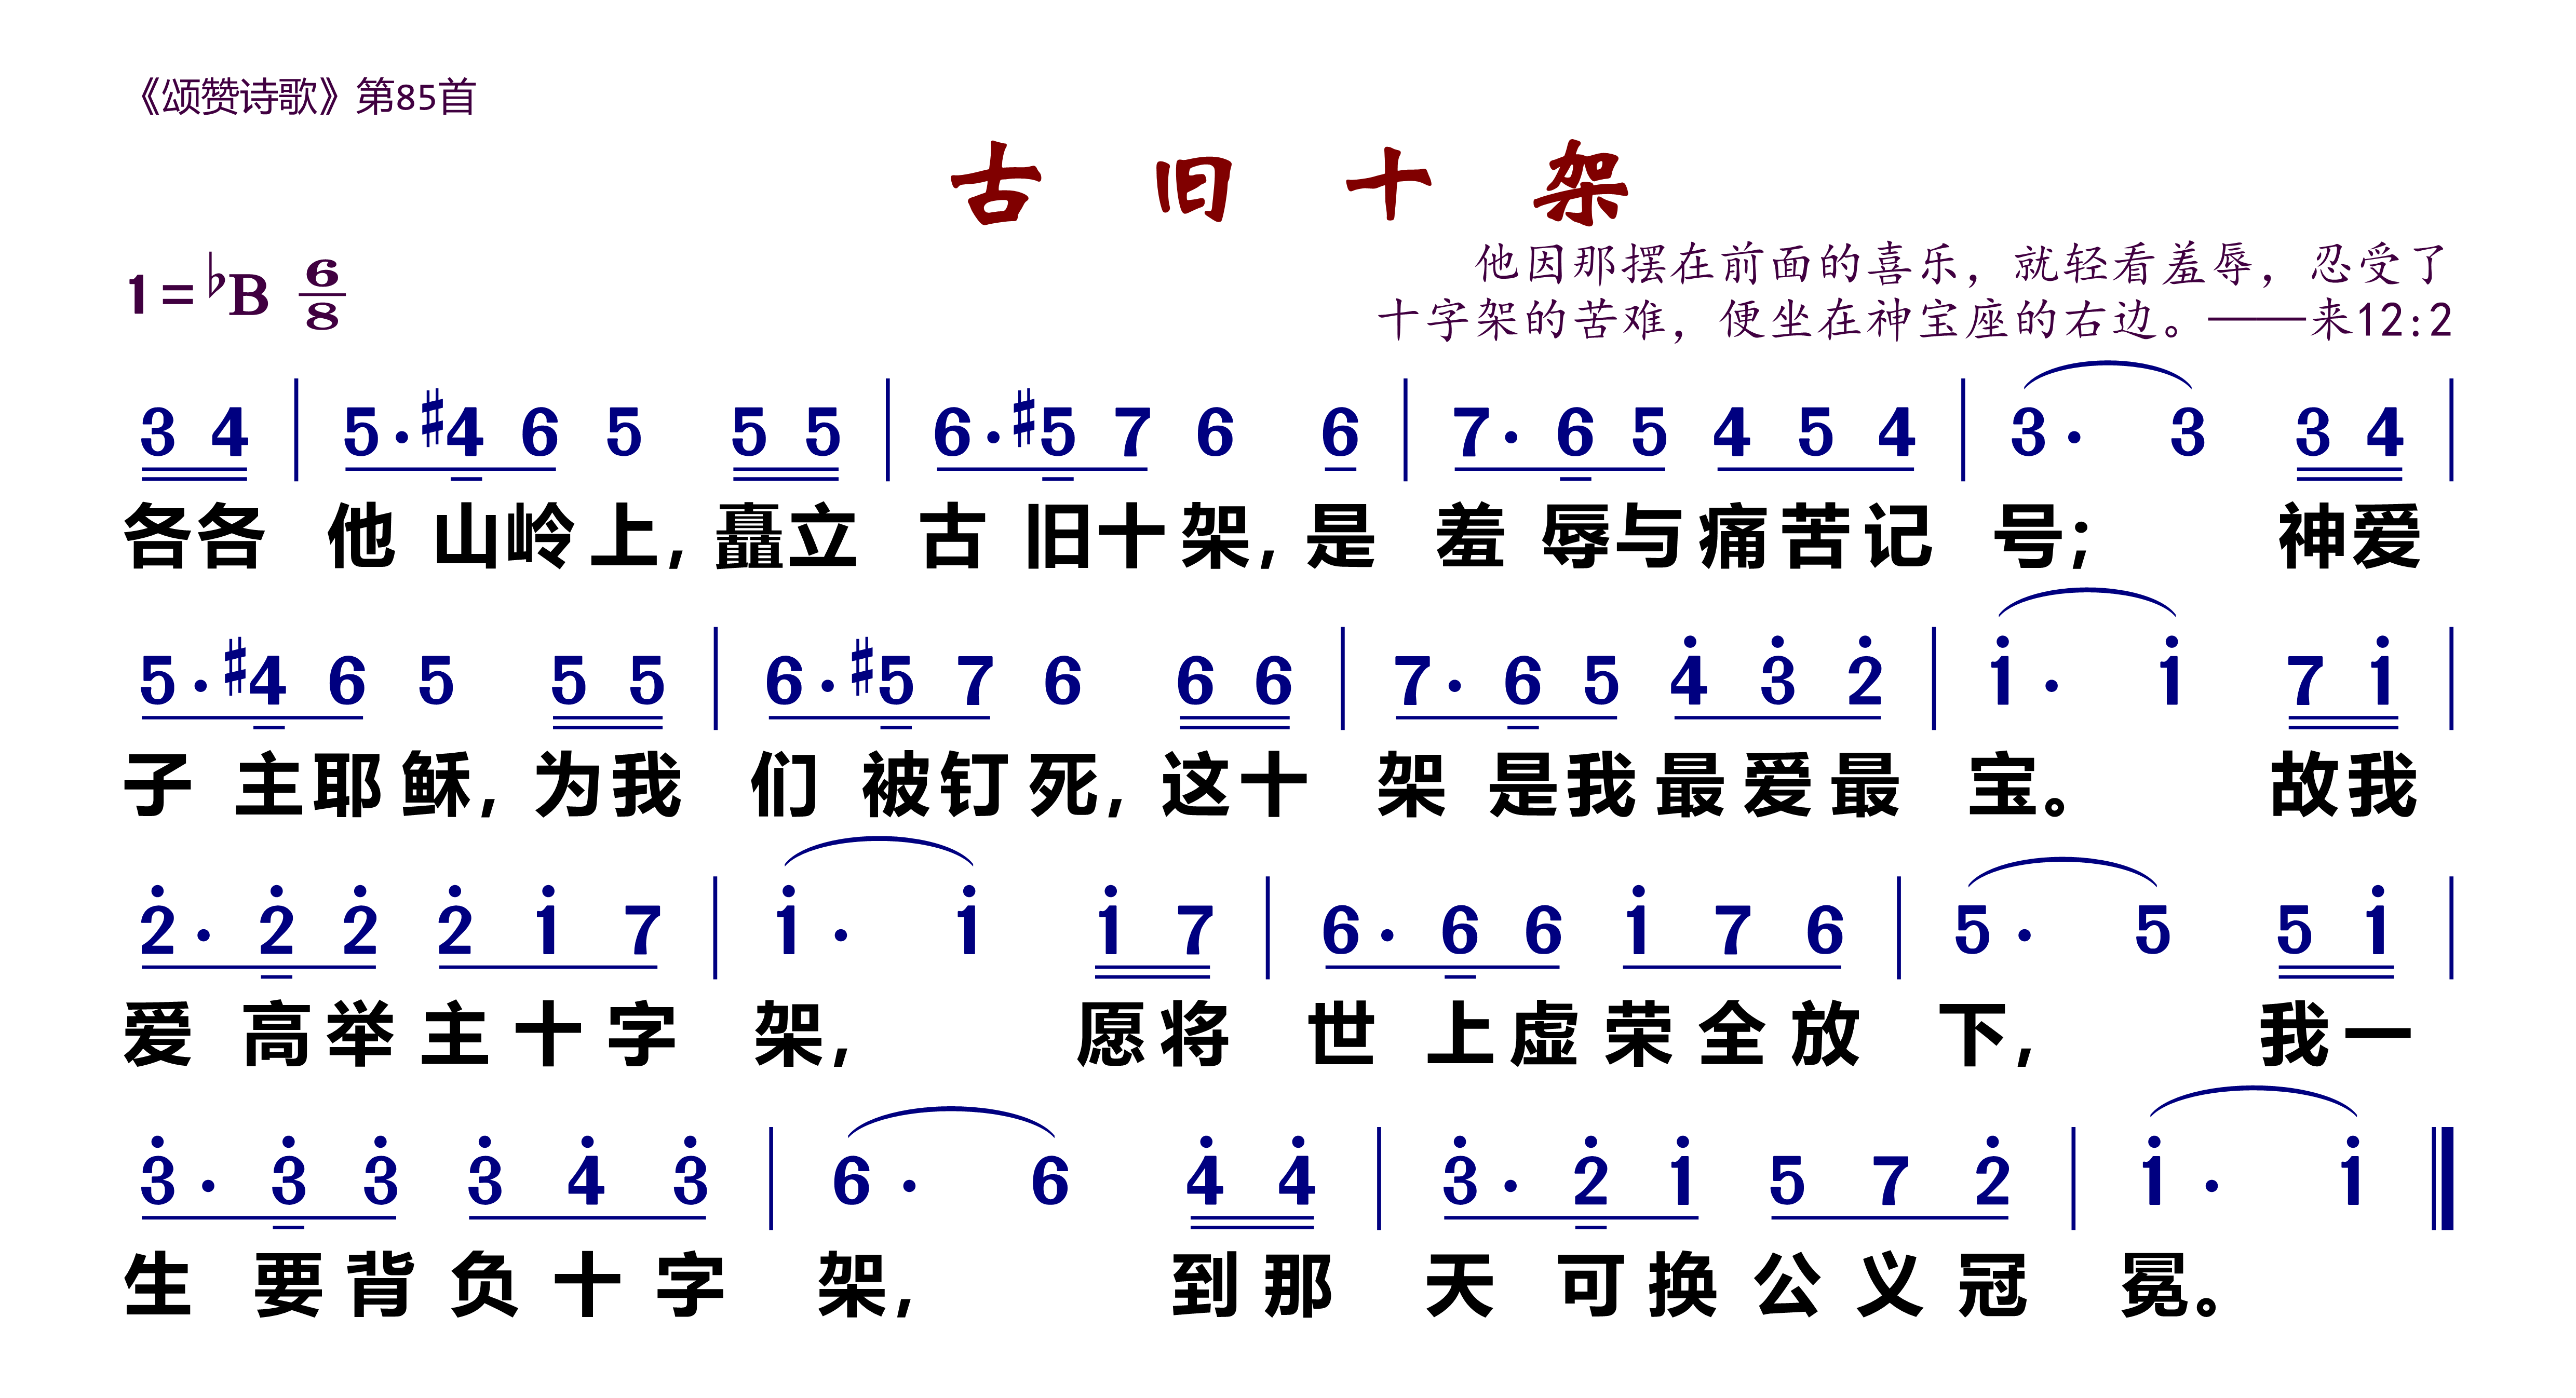 《颂赞诗歌》第85首
古 旧 十 架
1=♭B 6/8
他因那摆在前面的喜乐，就轻看羞辱，忍受了
十字架的苦难，便坐在神宝座的右边。——来12:2
3 4 | 5· #4 6 5 5 5 | 6· #5 7 6 6 | 7· 6 5 4 5 4 | 3· 3 3 4 |
各各 他 山岭上，矗立 古 旧十架，是 羞 辱与痛苦记 号； 神爱
5· #4 6 5 5 5 | 6· #5 7 6 6 6 | 7· 6 5 4̇ 3̇ 2̇ | 1̇· 1̇ 7 1̇ |
子 主耶稣，为我 们 被钉死，这十 架 是我最爱最 宝。 故我
2̇· 2̇ 2̇ 2̇ 1̇ 7 | 1̇· 1̇ 1̇ 7 | 6· 6 6 1̇ 7 6 | 5· 5 5 1̇ |
爱 高举主十字 架， 愿将 世 上虚荣全放 下， 我一
3̇· 3̇ 3̇ 3̇ 4̇ 3̇ | 6· 6 4̇ 4̇ | 3̇· 2̇ 1̇ 5 7 2̇ | 1̇· 1̇ ‖
生 要背负十字 架， 到那 天 可换公义冠 冕。